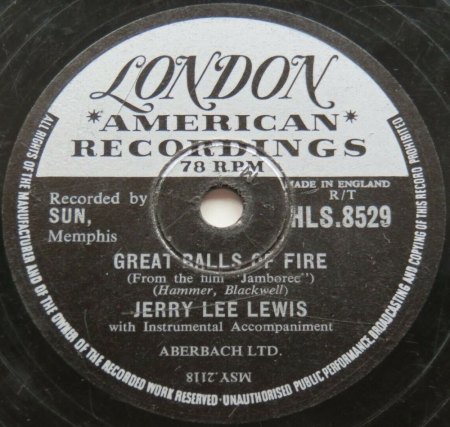 LONDON
*AMERICAN*
RECORDINGS
78 RPM
Recorded by
SUN,
Memphis
MADE IN ENGLAND
R/T
HLS.8529
GREAT BALLS OF FIRE
(From the film "Jamboree")
(Hammer, Blackwell)
JERRY LEE LEWIS
with Instrumental Accompaniment
ABERBACH LTD.
MSY.2118
ALL RIGHTS OF THE MANUFACTURER AND OF THE OWNER OF THE RECORDED WORK RESERVED·UNAUTHORISED PUBLIC PERFORMANCE, BROADCASTING AND COPYING OF THIS RECORD PROHIBITED